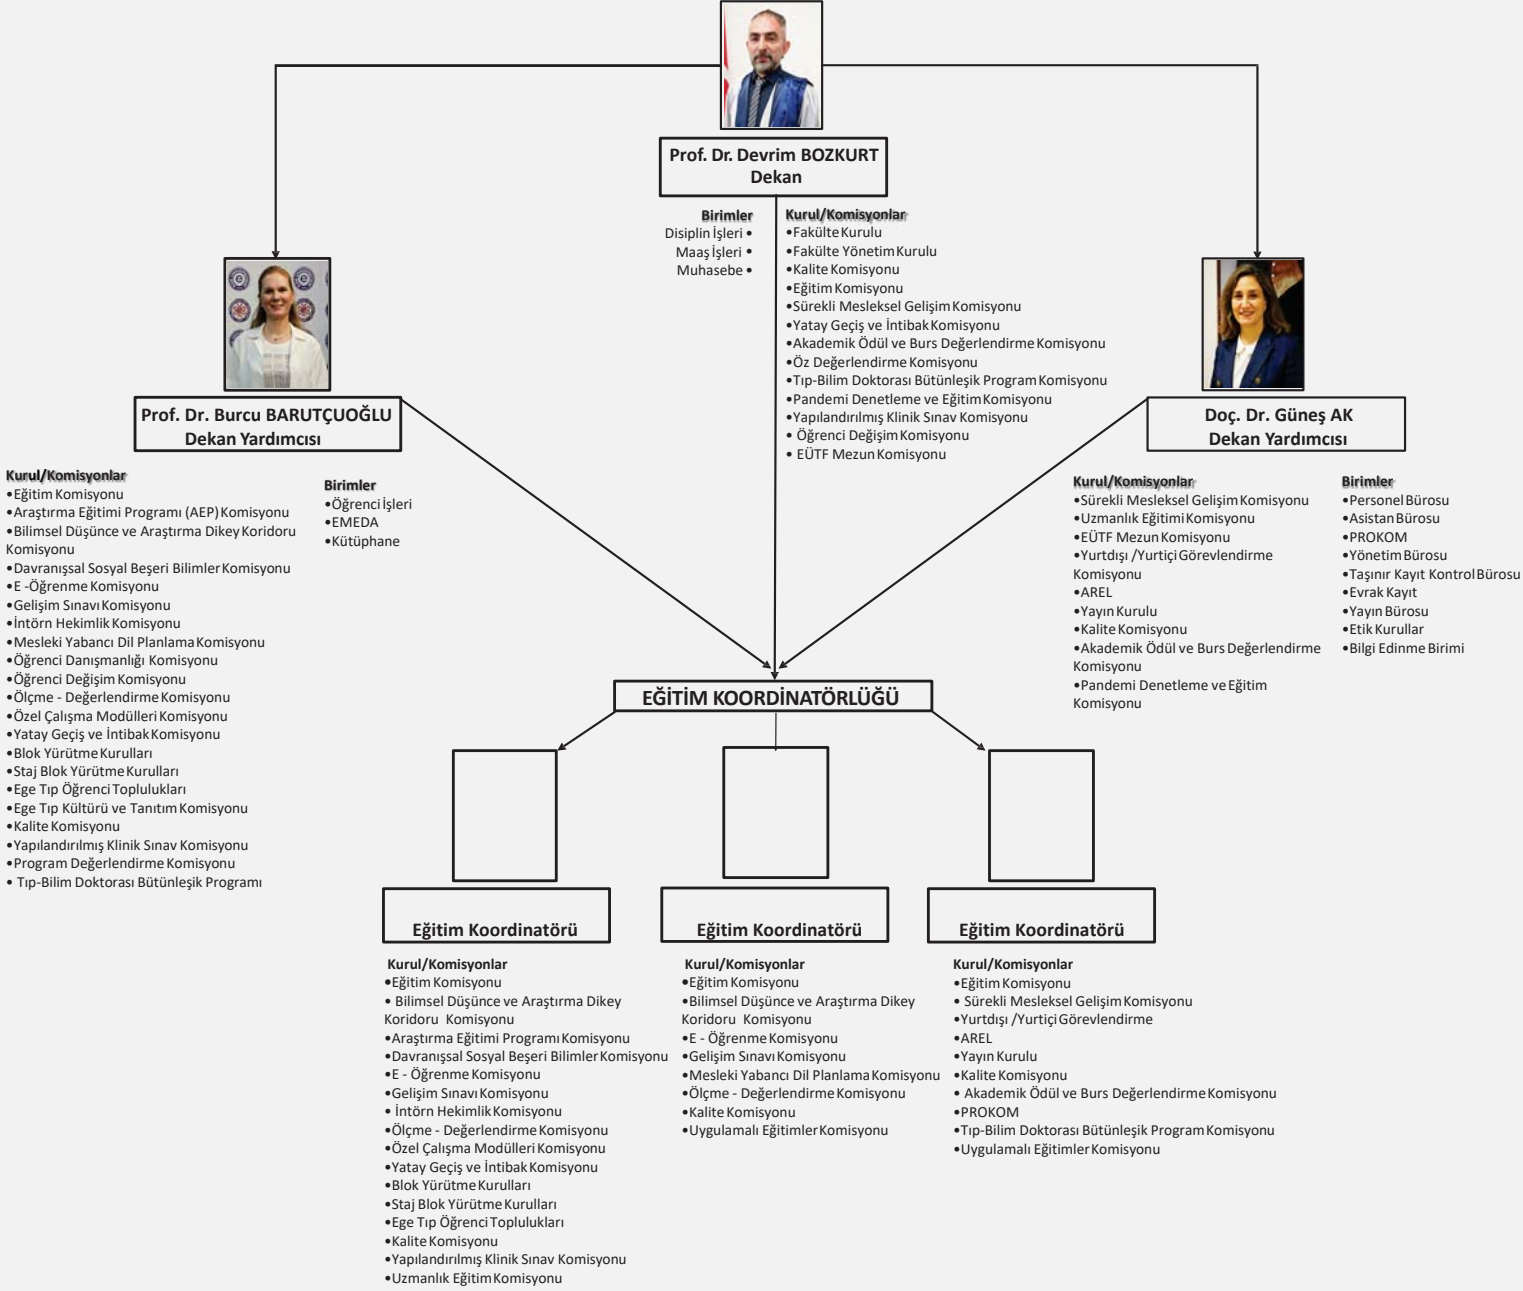 Prof. Dr. Devrim BOZKURT
Dekan
Birimler
Disiplin İşleri •
Maaş İşleri •
Muhasebe •
Kurul/Komisyonlar
•Fakülte Kurulu
•Fakülte Yönetim Kurulu
•Kalite Komisyonu
•Eğitim Komisyonu
•Sürekli Mesleksel Gelişim Komisyonu
•Yatay Geçiş ve İntibak Komisyonu
•Akademik Ödül ve Burs Değerlendirme Komisyonu
•Öz Değerlendirme Komisyonu
•Tıp-Bilim Doktorası Bütünleşik Program Komisyonu
•Pandemi Denetleme ve Eğitim Komisyonu
•Yapılandırılmış Klinik Sınav Komisyonu
• Öğrenci Değişim Komisyonu
• EÜTF Mezun Komisyonu
Prof. Dr. Burcu BARUTÇUOĞLU
Dekan Yardımcısı
Kurul/Komisyonlar
•Eğitim Komisyonu
•Araştırma Eğitimi Programı (AEP) Komisyonu
•Bilimsel Düşünce ve Araştırma Dikey Koridoru
Komisyonu
•Davranışsal Sosyal Beşeri Bilimler Komisyonu
•E -Öğrenme Komisyonu
•Gelişim Sınavı Komisyonu
•İntörn Hekimlik Komisyonu
•Mesleki Yabancı Dil Planlama Komisyonu
•Öğrenci Danışmanlığı Komisyonu
•Öğrenci Değişim Komisyonu
•Ölçme - Değerlendirme Komisyonu
•Özel Çalışma Modülleri Komisyonu
•Yatay Geçiş ve İntibak Komisyonu
•Blok Yürütme Kurulları
•Staj Blok Yürütme Kurulları
•Ege Tıp Öğrenci Toplulukları
•Ege Tıp Kültürü ve Tanıtım Komisyonu
•Kalite Komisyonu
•Yapılandırılmış Klinik Sınav Komisyonu
•Program Değerlendirme Komisyonu
• Tıp-Bilim Doktorası Bütünleşik Programı
Birimler
•Öğrenci İşleri
•EMEDA
•Kütüphane
Doç. Dr. Güneş AK
Dekan Yardımcısı
Kurul/Komisyonlar
•Sürekli Mesleksel Gelişim Komisyonu
•Uzmanlık Eğitimi Komisyonu
•EÜTF Mezun Komisyonu
•Yurtdışı /Yurtiçi Görevlendirme
Komisyonu
•AREL
•Yayın Kurulu
•Kalite Komisyonu
•Akademik Ödül ve Burs Değerlendirme
Komisyonu
•Pandemi Denetleme ve Eğitim
Komisyonu
Birimler
•Personel Bürosu
•Asistan Bürosu
•PROKOM
•Yönetim Bürosu
•Taşınır Kayıt Kontrol Bürosu
•Evrak Kayıt
•Yayın Bürosu
•Etik Kurullar
•Bilgi Edinme Birimi
EĞİTİM KOORDİNATÖRLÜĞÜ
Eğitim Koordinatörü
Kurul/Komisyonlar
•Eğitim Komisyonu
• Bilimsel Düşünce ve Araştırma Dikey
Koridoru Komisyonu
•Araştırma Eğitimi Programı Komisyonu
•Davranışsal Sosyal Beşeri Bilimler Komisyonu
•E - Öğrenme Komisyonu
•Gelişim Sınavı Komisyonu
• İntörn Hekimlik Komisyonu
•Ölçme - Değerlendirme Komisyonu
•Özel Çalışma Modülleri Komisyonu
•Yatay Geçiş ve İntibak Komisyonu
•Blok Yürütme Kurulları
•Staj Blok Yürütme Kurulları
•Ege Tıp Öğrenci Toplulukları
•Kalite Komisyonu
•Yapılandırılmış Klinik Sınav Komisyonu
•Uzmanlık Eğitim Komisyonu
Eğitim Koordinatörü
Kurul/Komisyonlar
•Eğitim Komisyonu
•Bilimsel Düşünce ve Araştırma Dikey
Koridoru Komisyonu
•E - Öğrenme Komisyonu
•Gelişim Sınavı Komisyonu
•Mesleki Yabancı Dil Planlama Komisyonu
•Ölçme - Değerlendirme Komisyonu
•Kalite Komisyonu
•Uygulamalı Eğitimler Komisyonu
Eğitim Koordinatörü
Kurul/Komisyonlar
•Eğitim Komisyonu
• Sürekli Mesleksel Gelişim Komisyonu
•Yurtdışı /Yurtiçi Görevlendirme
•AREL
•Yayın Kurulu
•Kalite Komisyonu
• Akademik Ödül ve Burs Değerlendirme Komisyonu
•PROKOM
•Tıp-Bilim Doktorası Bütünleşik Program Komisyonu
•Uygulamalı Eğitimler Komisyonu